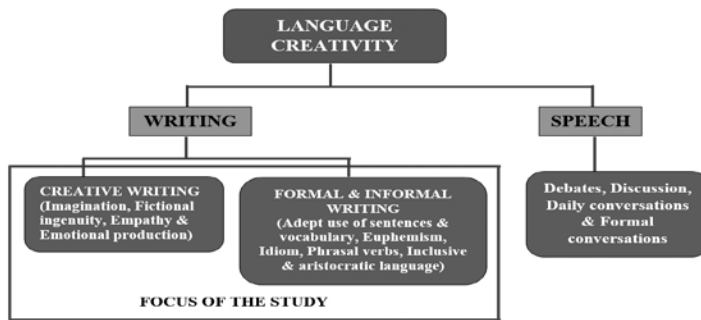 LANGUAGE
CREATIVITY
WRITING
SPEECH
CREATIVE WRITING
(Imagination, Fictional
ingenuity, Empathy &
Emotional production)
FORMAL & INFORMAL
WRITING
(Adept use of sentences &
vocabulary, Euphemism,
Idiom, Phrasal verbs, Inclusive
& aristocratic language)
Debates, Discussion,
Daily conversations
& Formal
conversations
FOCUS OF THE STUDY